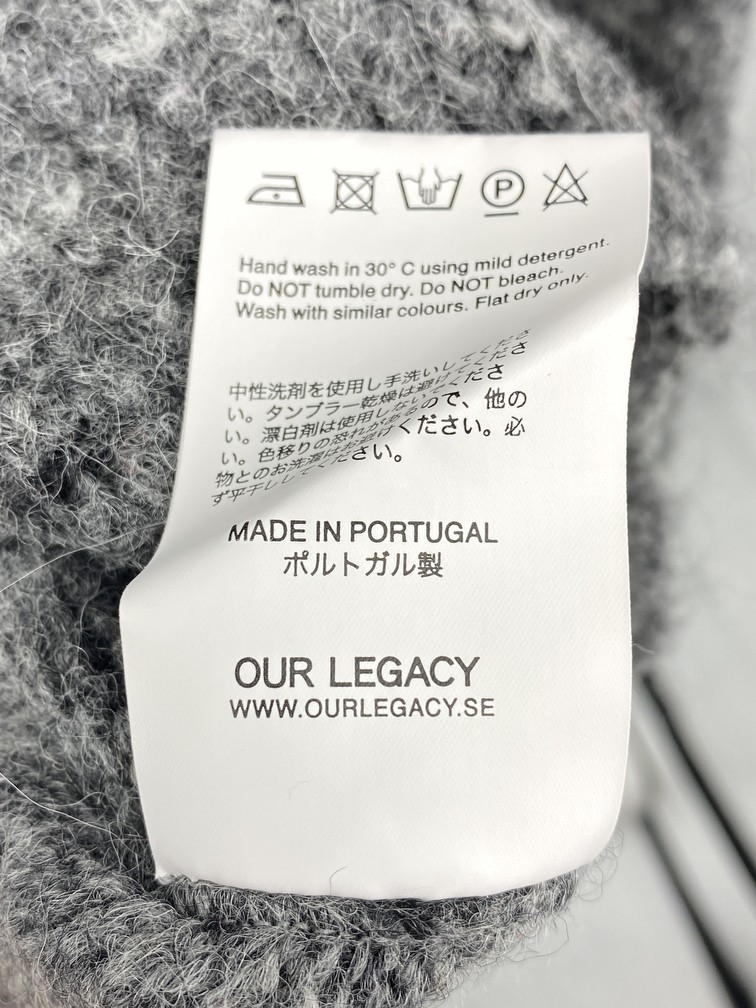 P
Hand wash in 30° C using mild detergent.
Do NOT tumble dry. Do NOT bleach.
Wash with similar colours. Flat dry only.
中性洗剤を使用し手洗いしてくださ
い。タンブラー乾燥は避けてくださ
い。漂白剤は使用しないでくださ
い。色移りの恐れがあるので、他の
物とのお洗濯はお避けください。必
ず平干ししてください。
MADE IN PORTUGAL
ポルトガル製
OUR LEGACY
WWW.OURLEGACY.SE